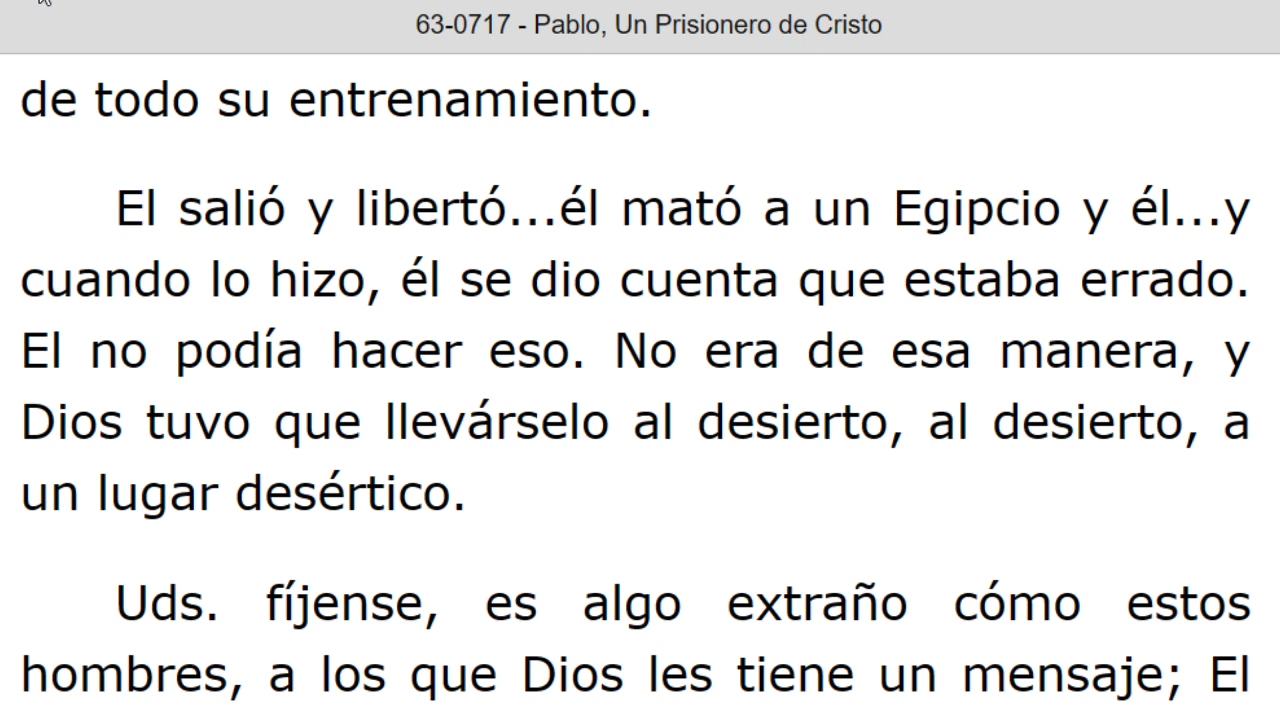 63-0717 - Pablo, Un Prisionero de Cristo
de todo su entrenamiento.
El salió y libertó...él mató a un Egipcio y él...y
cuando lo hizo, él se dio cuenta que estaba errado.
El no podía hacer eso. No era de esa manera, y
Dios tuvo que llevárselo al desierto, al desierto, a
un lugar desértico.
Uds. fíjense, es algo extraño cómo estos
hombres, a los que Dios les tiene un mensaje; El